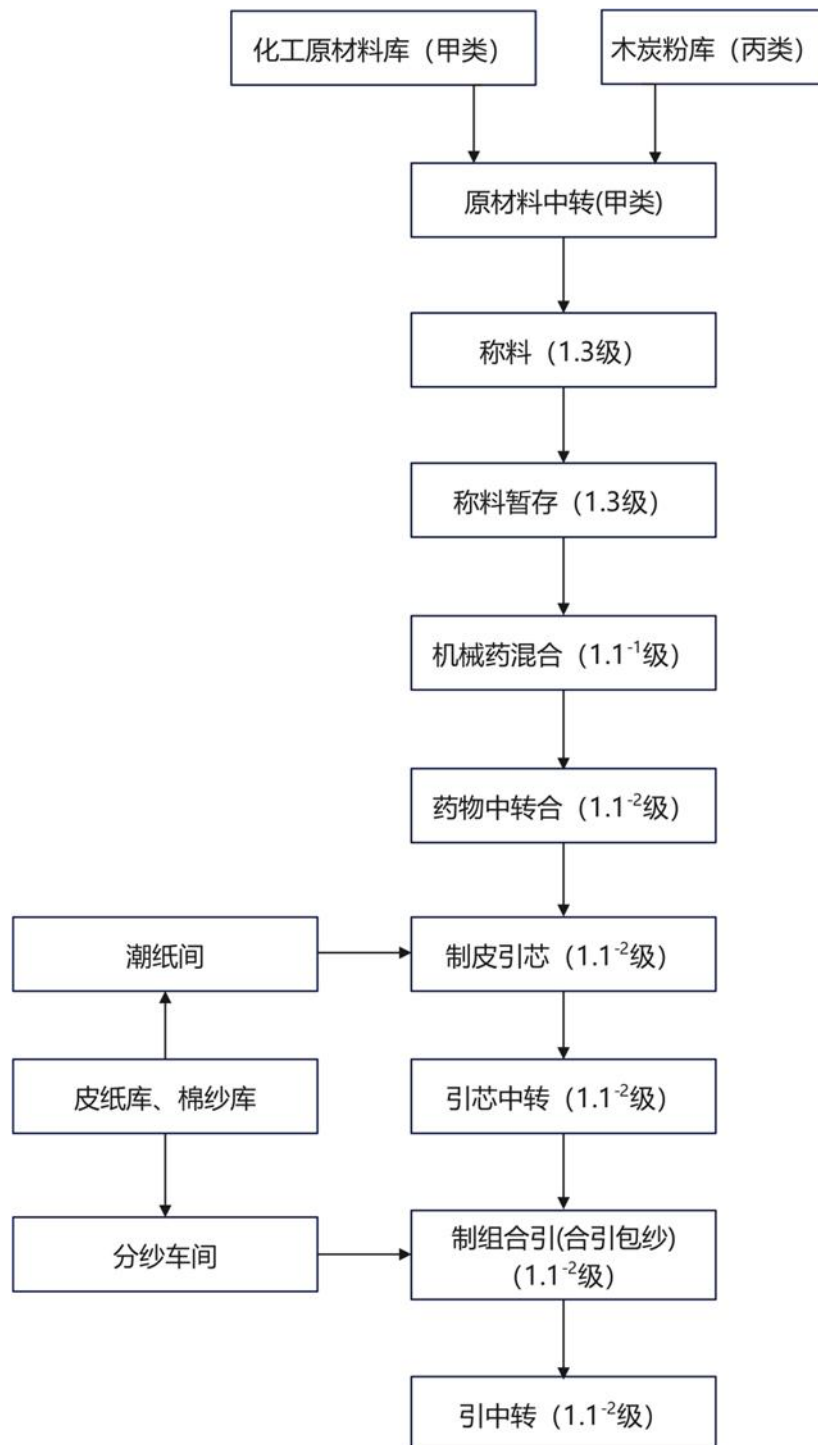 化工原材料库（甲类）
木炭粉库（丙类）
原材料中转(甲类)
称料（1.3级）
称料暂存（1.3级）
机械药混合（1.1⁻¹级）
药物中转合（1.1⁻²级）
潮纸间
制皮引芯（1.1⁻²级）
皮纸库、棉纱库
引芯中转（1.1⁻²级）
分纱车间
制组合引(合引包纱)
（1.1⁻²级）
引中转（1.1⁻²级）